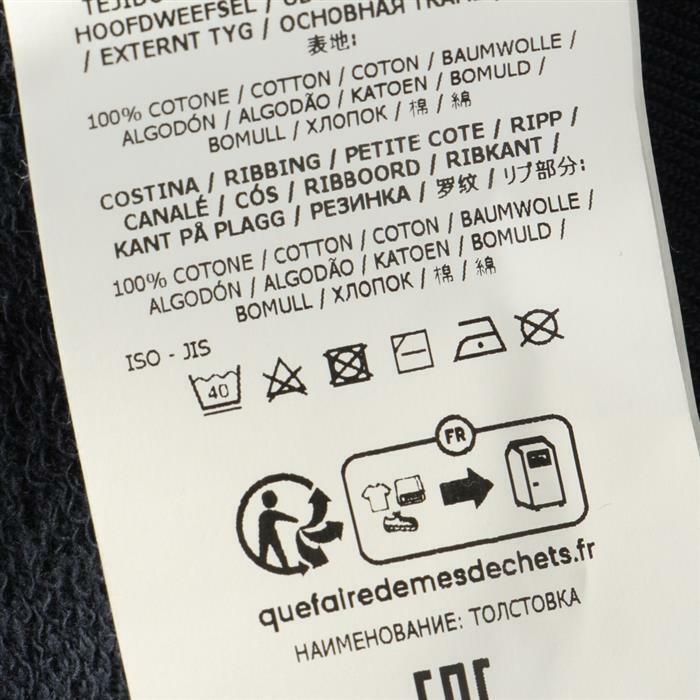 HOOFDWEEFSEL /
/ EXTERNT TYG / ОСНОВНАЯ
表地:
100% COTONE / COTTON / COTON / BAUMWOLLE /
ALGODÓN / ALGODÃO / KATOEN / BOMULD /
BOMULL / ХЛОПОК / 棉 / 綿
COSTINA / RIBBING / PETITE COTE / RIPP /
CANALÉ / CÓS / RIBBOORD / RIBKANT /
KANT PÅ PLAGG / РЕЗИНКА / 罗纹 / リブ部分:
100% COTONE / COTTON / COTON / BAUMWOLLE /
ALGODÓN / ALGODÃO / KATOEN / BOMULD /
BOMULL / ХЛОПОК / 棉 / 綿
ISO - JIS
40
FR
quefairedemesdechets.fr
НАИМЕНОВАНИЕ: ТОЛСТОВКА